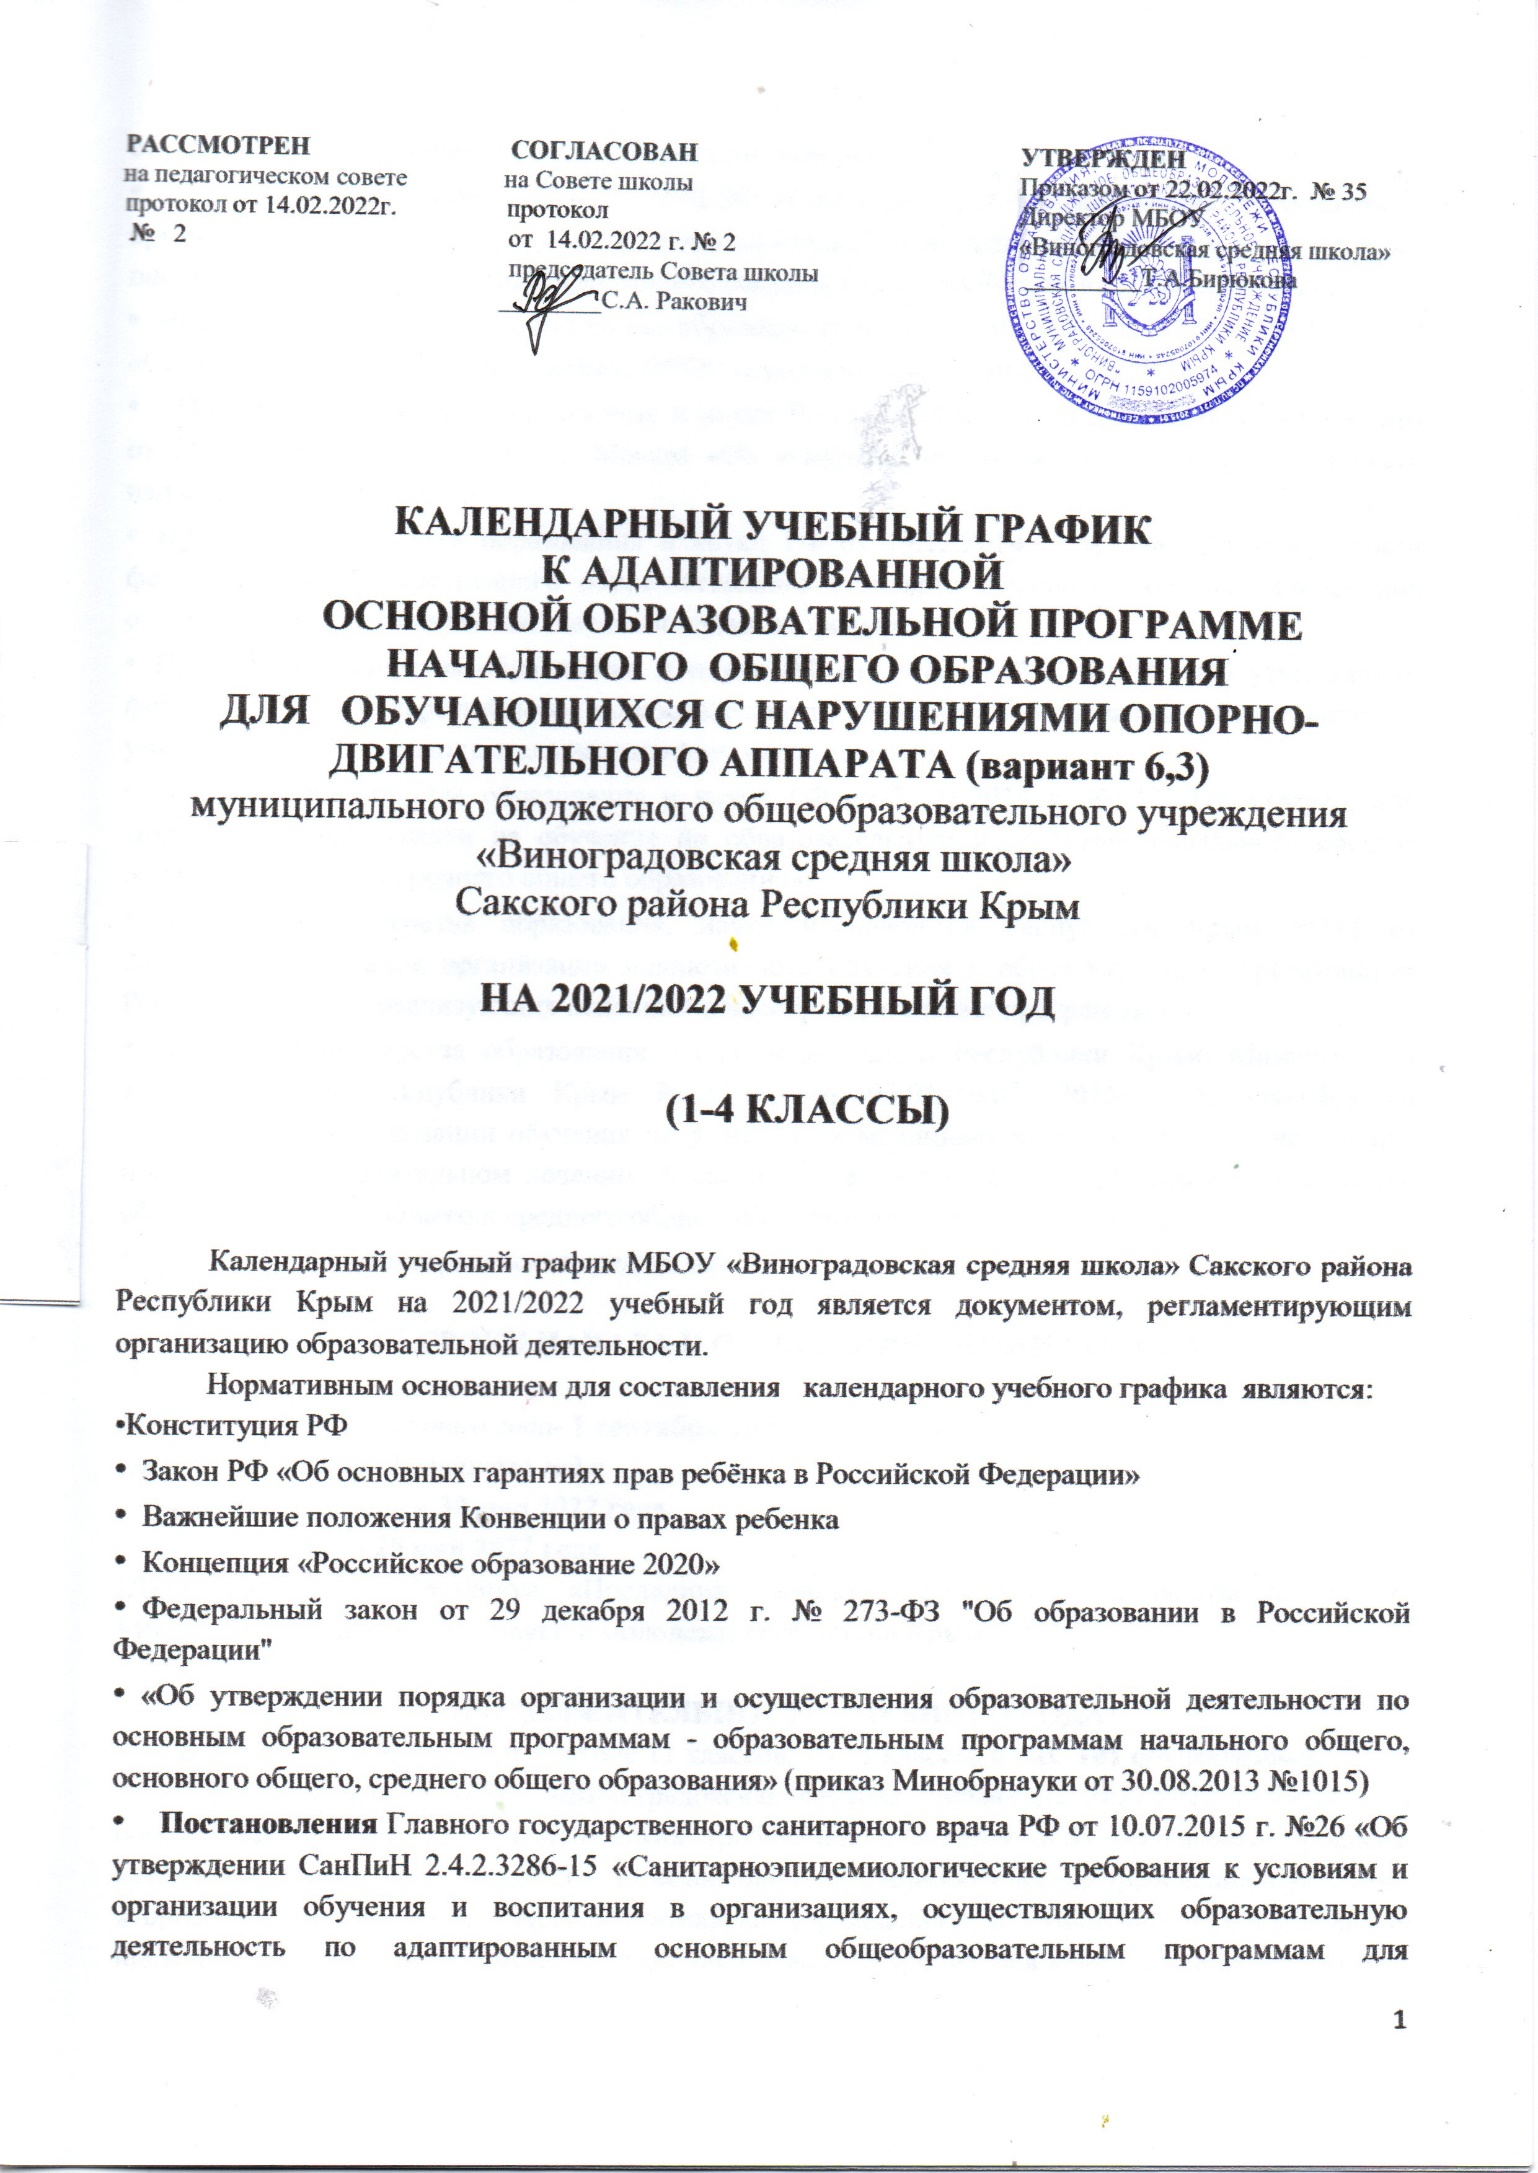 РАССМОТРЕН
на педагогическом совете
протокол от 14.02.2022г.
№ 2
СОГЛАСОВАН
на Совете школы
протокол
от 14.02.2022 г. № 2
председатель Совета школы
________С.А. Ракович
УТВЕРЖДЕН
Приказом от 22.02.2022г. № 35
Директор МБОУ
«Виноградовская средняя школа»
_________Т.А.Бирюкова
ОГРН 1159102005974
КАЛЕНДАРНЫЙ УЧЕБНЫЙ ГРАФИК
К АДАПТИРОВАННОЙ
ОСНОВНОЙ ОБРАЗОВАТЕЛЬНОЙ ПРОГРАММЕ
НАЧАЛЬНОГО ОБЩЕГО ОБРАЗОВАНИЯ
ДЛЯ ОБУЧАЮЩИХСЯ С НАРУШЕНИЯМИ ОПОРНО-
ДВИГАТЕЛЬНОГО АППАРАТА (вариант 6,3)
муниципального бюджетного общеобразовательного учреждения
«Виноградовская средняя школа»
Сакского района Республики Крым
НА 2021/2022 УЧЕБНЫЙ ГОД
(1-4 КЛАССЫ)
Календарный учебный график МБОУ «Виноградовская средняя школа» Сакского района
Республики Крым на 2021/2022 учебный год является документом, регламентирующим
организацию образовательной деятельности.
Нормативным основанием для составления календарного учебного графика являются:
•Конституция РФ
• Закон РФ «Об основных гарантиях прав ребёнка в Российской Федерации»
• Важнейшие положения Конвенции о правах ребенка
• Концепция «Российское образование 2020»
• Федеральный закон от 29 декабря 2012 г. № 273-ФЗ "Об образовании в Российской
Федерации"
• «Об утверждении порядка организации и осуществления образовательной деятельности по
основным образовательным программам - образовательным программам начального общего,
основного общего, среднего общего образования» (приказ Минобрнауки от 30.08.2013 №1015)
• Постановления Главного государственного санитарного врача РФ от 10.07.2015 г. №26 «Об
утверждении СанПиН 2.4.2.3286-15 «Санитарноэпидемиологические требования к условиям и
организации обучения и воспитания в организациях, осуществляющих образовательную
деятельность по адаптированным основным общеобразовательным программам для
1